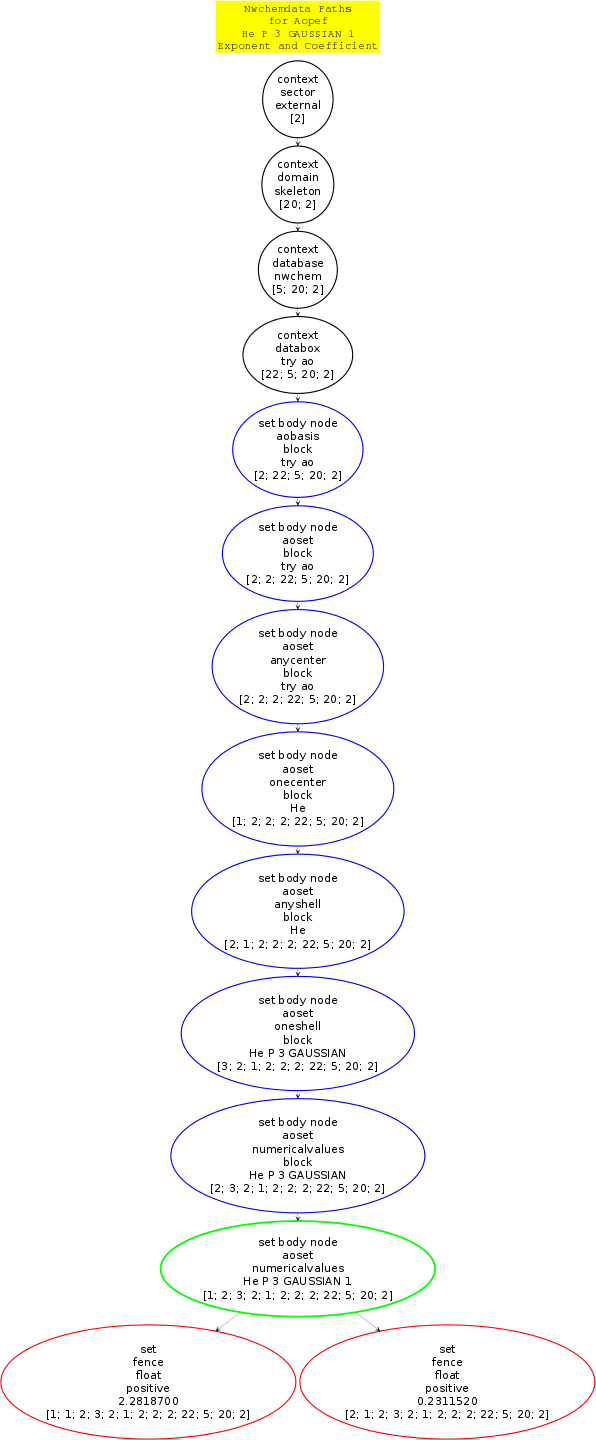 Nwchemdata Paths
for Aopef
He P 3 GAUSSIAN 1
Exponent and Coefficient
context
sector
external
[2]
context
domain
skeleton
[20; 2]
context
database
nwchem
[5; 20; 2]
context
databox
try ao
[22; 5; 20; 2]
set body node
aobasis
block
try ao
[2; 22; 5; 20; 2]
set body node
aoset
block
try ao
[2; 2; 22; 5; 20; 2]
set body node
aoset
anycenter
block
try ao
[2; 2; 2; 22; 5; 20; 2]
set body node
aoset
onecenter
block
He
[1; 2; 2; 2; 22; 5; 20; 2]
set body node
aoset
anyshell
block
He
[2; 1; 2; 2; 2; 22; 5; 20; 2]
set body node
aoset
oneshell
block
He P 3 GAUSSIAN
[3; 2; 1; 2; 2; 2; 22; 5; 20; 2]
set body node
aoset
numericalvalues
block
He P 3 GAUSSIAN
[2; 3; 2; 1; 2; 2; 2; 22; 5; 20; 2]
set body node
aoset
numericalvalues
He P 3 GAUSSIAN 1
[1; 2; 3; 2; 1; 2; 2; 2; 22; 5; 20; 2]
set
fence
float
positive
2.2818700
[1; 1; 2; 3; 2; 1; 2; 2; 2; 22; 5; 20; 2]
set
fence
float
positive
0.2311520
[2; 1; 2; 3; 2; 1; 2; 2; 2; 22; 5; 20; 2]